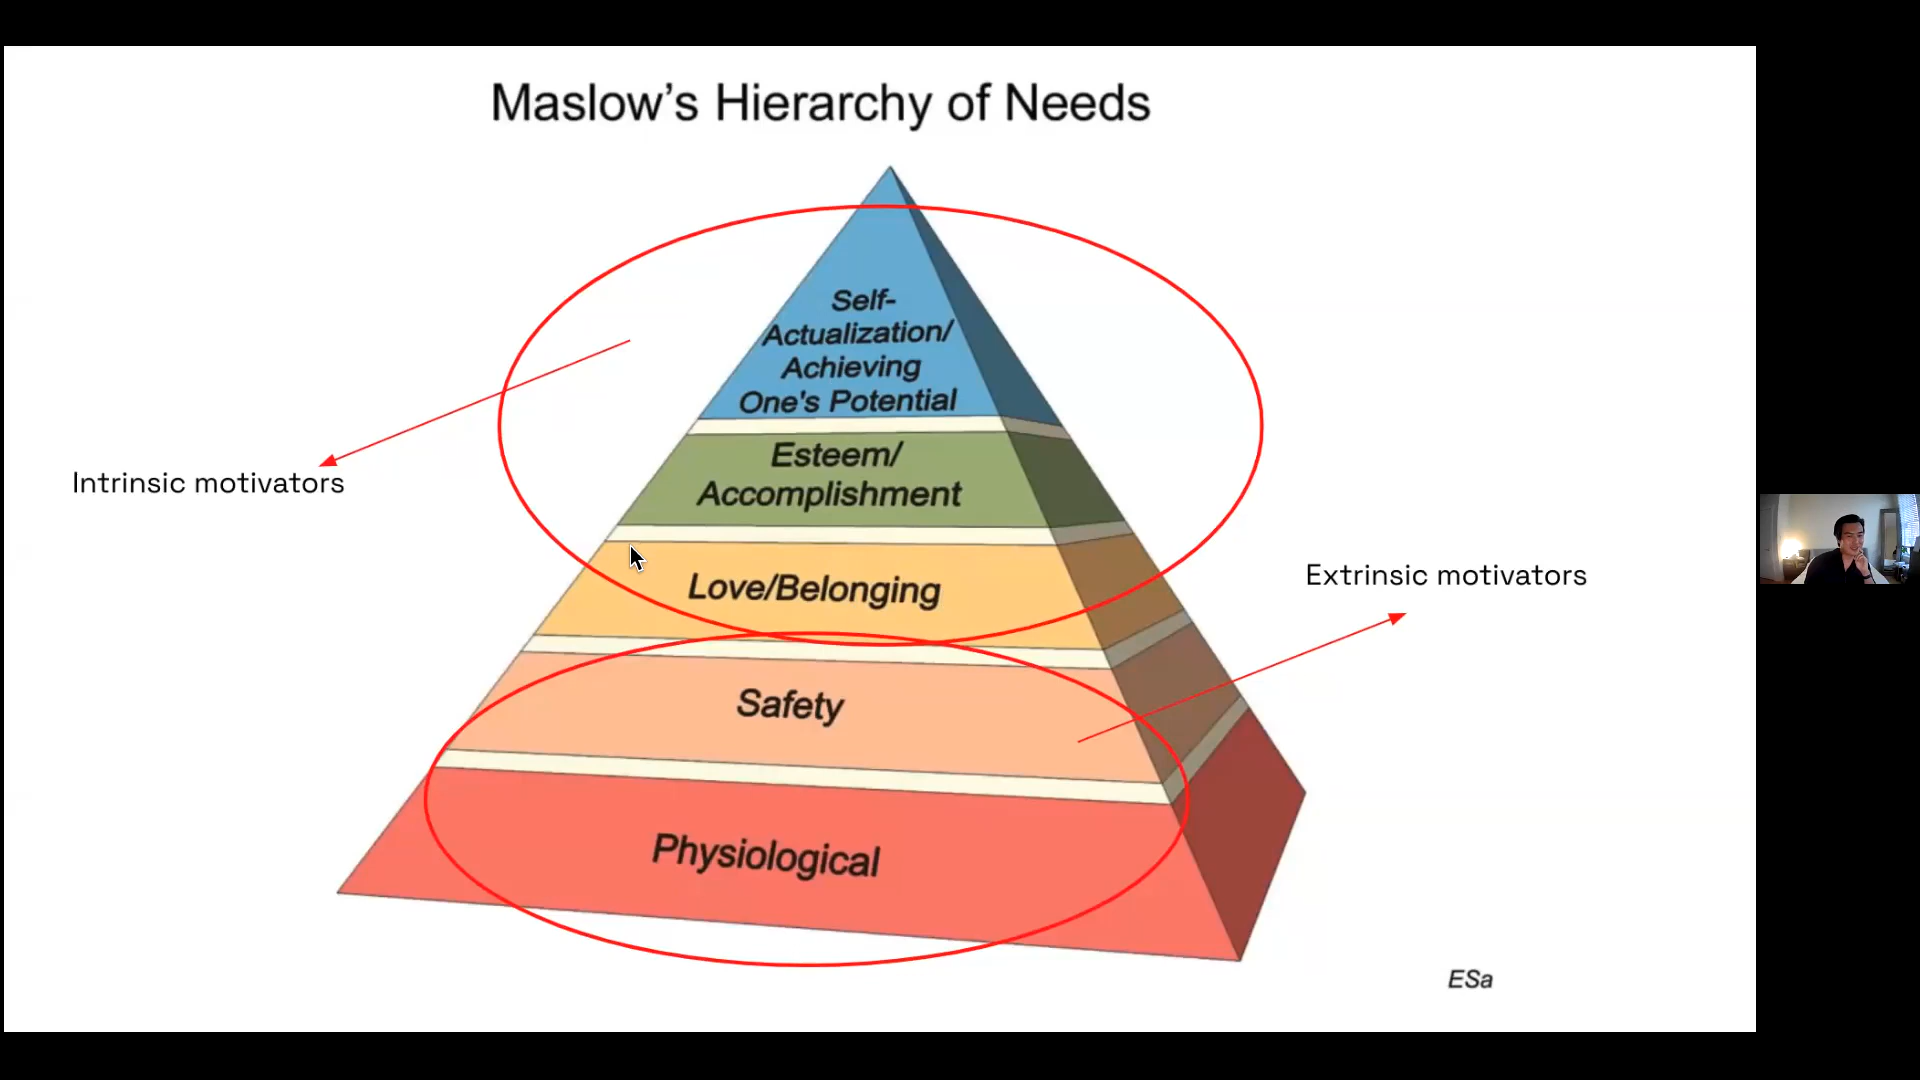 Maslow’s Hierarchy of Needs
Self-
Actualization/
Achieving
One's Potential
Esteem/
Accomplishment
Intrinsic motivators
Love/Belonging
Extrinsic motivators
Safety
Physiological
ESa